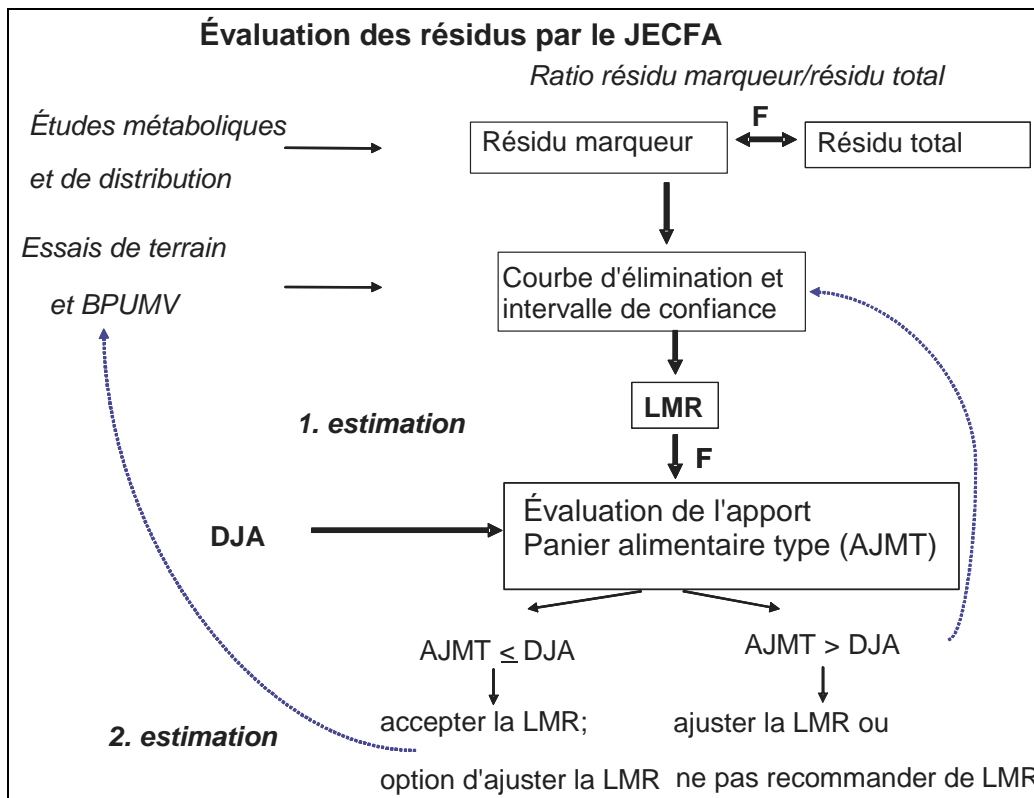 Évaluation des résidus par le JECFA
Ratio résidu marqueur/résidu total
Études métaboliques
et de distribution
F
Résidu marqueur
Résidu total
Essais de terrain
et BPUMV
Courbe d'élimination et
intervalle de confiance
LMR
1. estimation
F
DJA
Évaluation de l'apport
Panier alimentaire type (AJMT)
AJMT ≤ DJA
AJMT > DJA
accepter la LMR;
option d'ajuster la LMR
ajuster la LMR ou
ne pas recommander de LMR
2. estimation